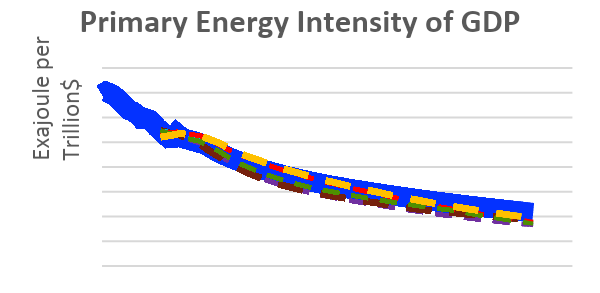 Primary Energy Intensity of GDP
Exajoule per
Trillion$